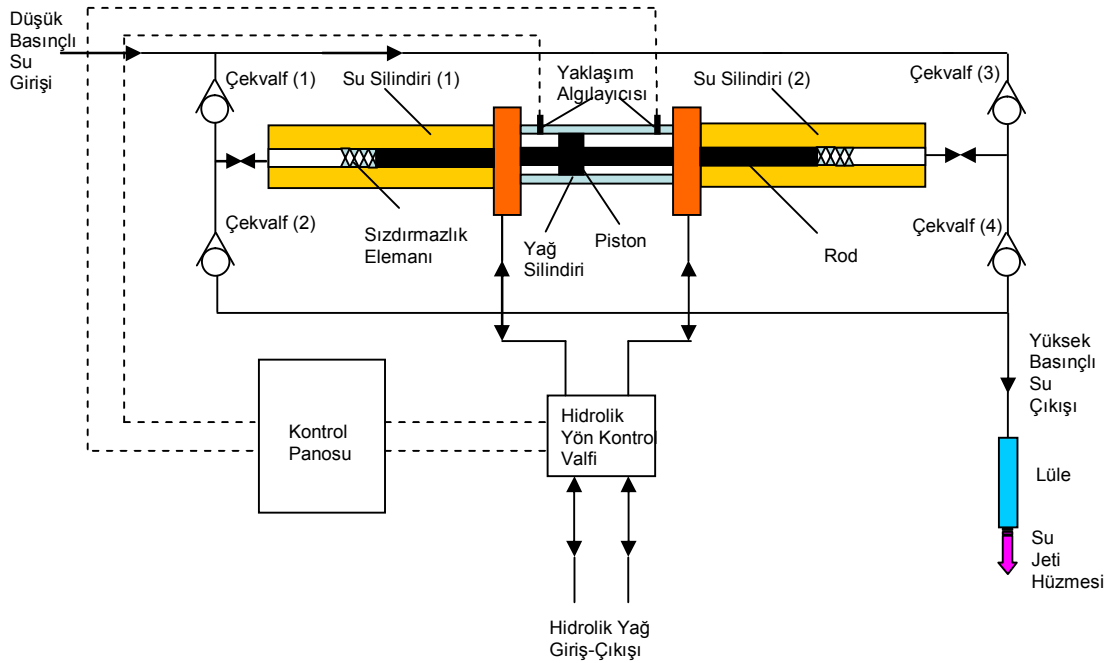 Düşük
Basınçlı
Su
Girişi
Çekvalf (1)
Su Silindiri (1)
Yaklaşım
Algılayıcısı
Su Silindiri (2)
Çekvalf (3)
Çekvalf (2)
Sızdırmazlık
Elemanı
Yağ
Silindiri
Piston
Rod
Çekvalf (4)
Yüksek
Basınçlı
Su
Çıkışı
Kontrol
Panosu
Hidrolik
Yön Kontrol
Valfi
Lüle
Su
Jeti
Hüzmesi
Hidrolik Yağ
Giriş-Çıkışı